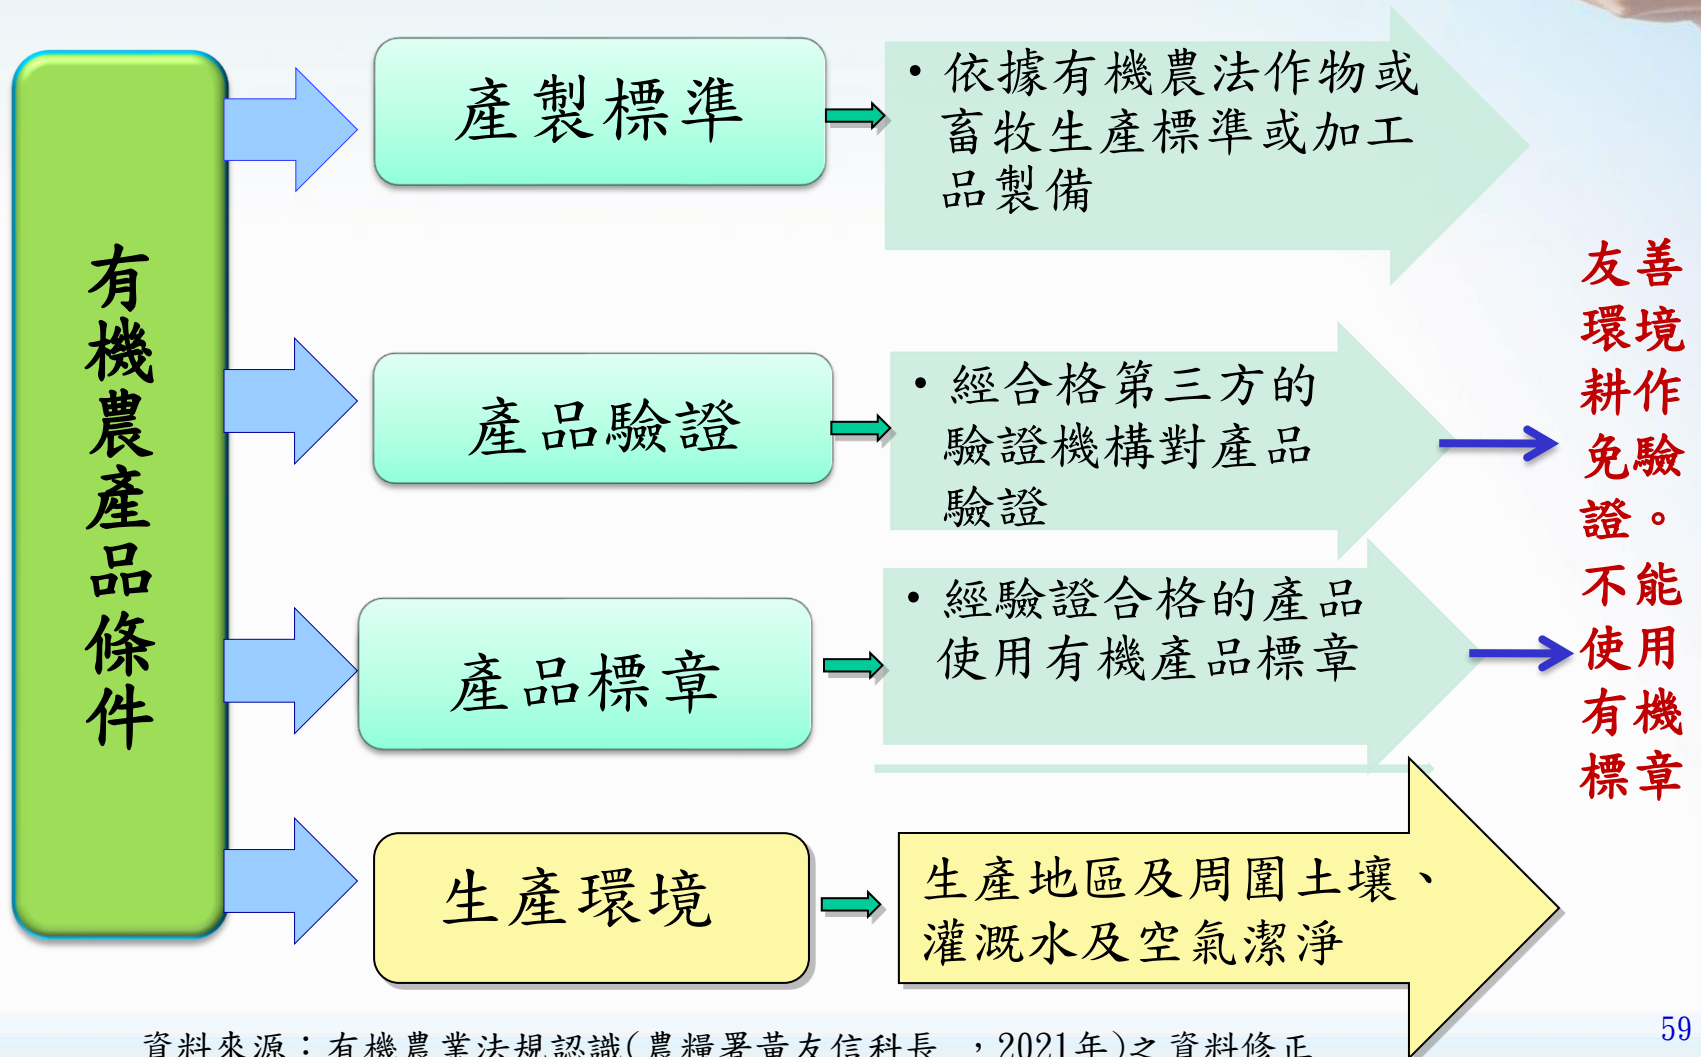 有機農產品條件
產製標準
• 依據有機農法作物或
畜牧生產標準或加工
品製備
產品驗證
• 經合格第三方的
驗證機構對產品
驗證
產品標章
• 經驗證合格的產品
使用有機產品標章
生產環境
生產地區及周圍土壤、
灌溉水及空氣潔淨
友善
環境
耕作
免驗
證。
不能
使用
有機
標章
資料來源：有機農業法規認識(農糧署黃友信科長 ，2021年)之資料修正
59